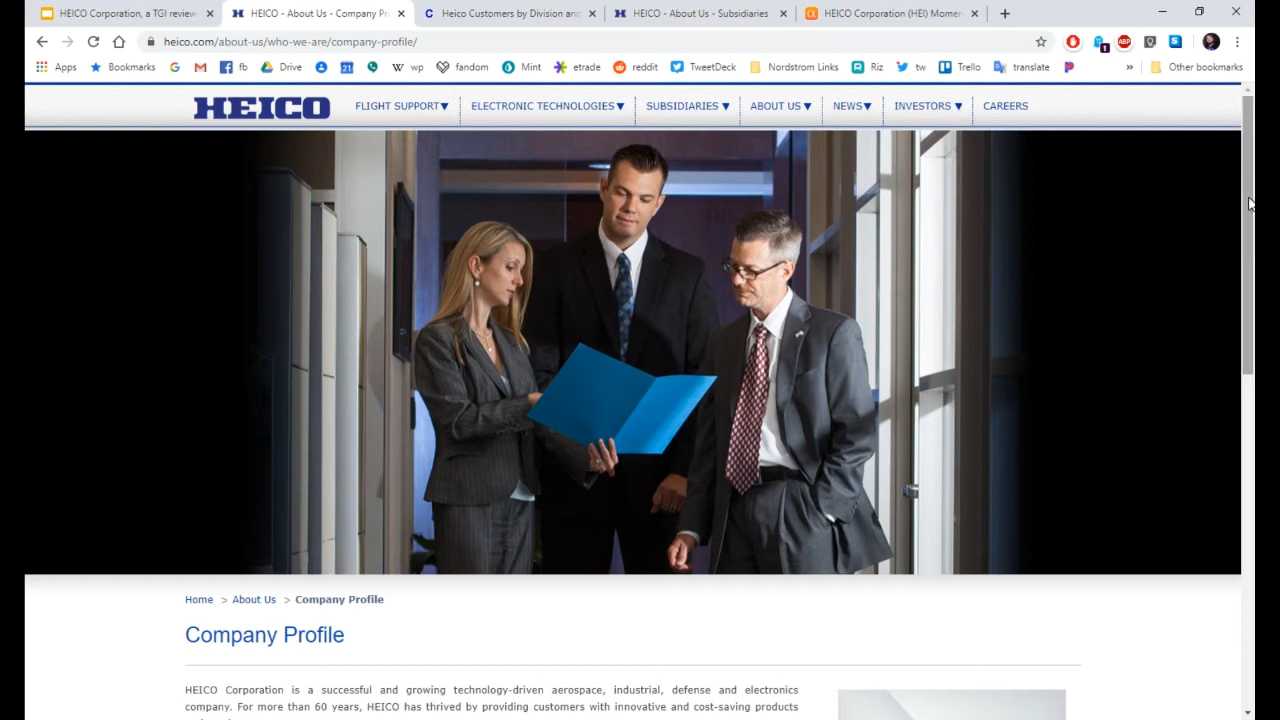 HEICO Corporation, a TGI review
HEICO - About Us - Company Pr
Heico Customers by Division and
HEICO - About Us - Subsidiaries
HEICO Corporation (HEI) Momen
heico.com/about-us/who-we-are/company-profile/
Apps Bookmarks fb Drive 21 W wp fandom Mint etrade reddit TweetDeck Nordstrom Links Riz tw Trello translate » Other bookmarks
HEICO FLIGHT SUPPORT▼ ELECTRONIC TECHNOLOGIES▼ SUBSIDIARIES ▼ ABOUT US ▼ NEWS▼ INVESTORS ▼ CAREERS
Home > About Us > Company Profile
Company Profile
HEICO Corporation is a successful and growing technology-driven aerospace, industrial, defense and electronics
company. For more than 60 years, HEICO has thrived by providing customers with innovative and cost-saving products